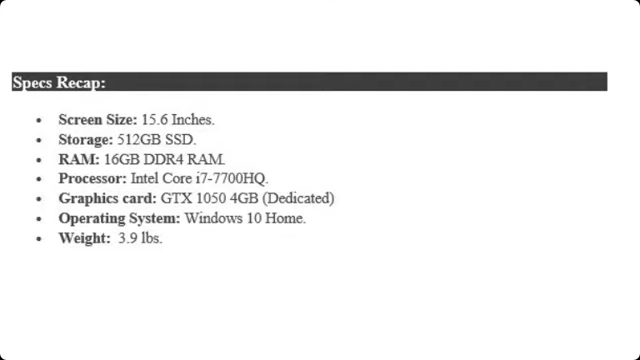 Specs Recap:
• Screen Size: 15.6 Inches.
• Storage: 512GB SSD.
• RAM: 16GB DDR4 RAM.
• Processor: Intel Core i7-7700HQ.
• Graphics card: GTX 1050 4GB (Dedicated)
• Operating System: Windows 10 Home.
• Weight: 3.9 lbs.